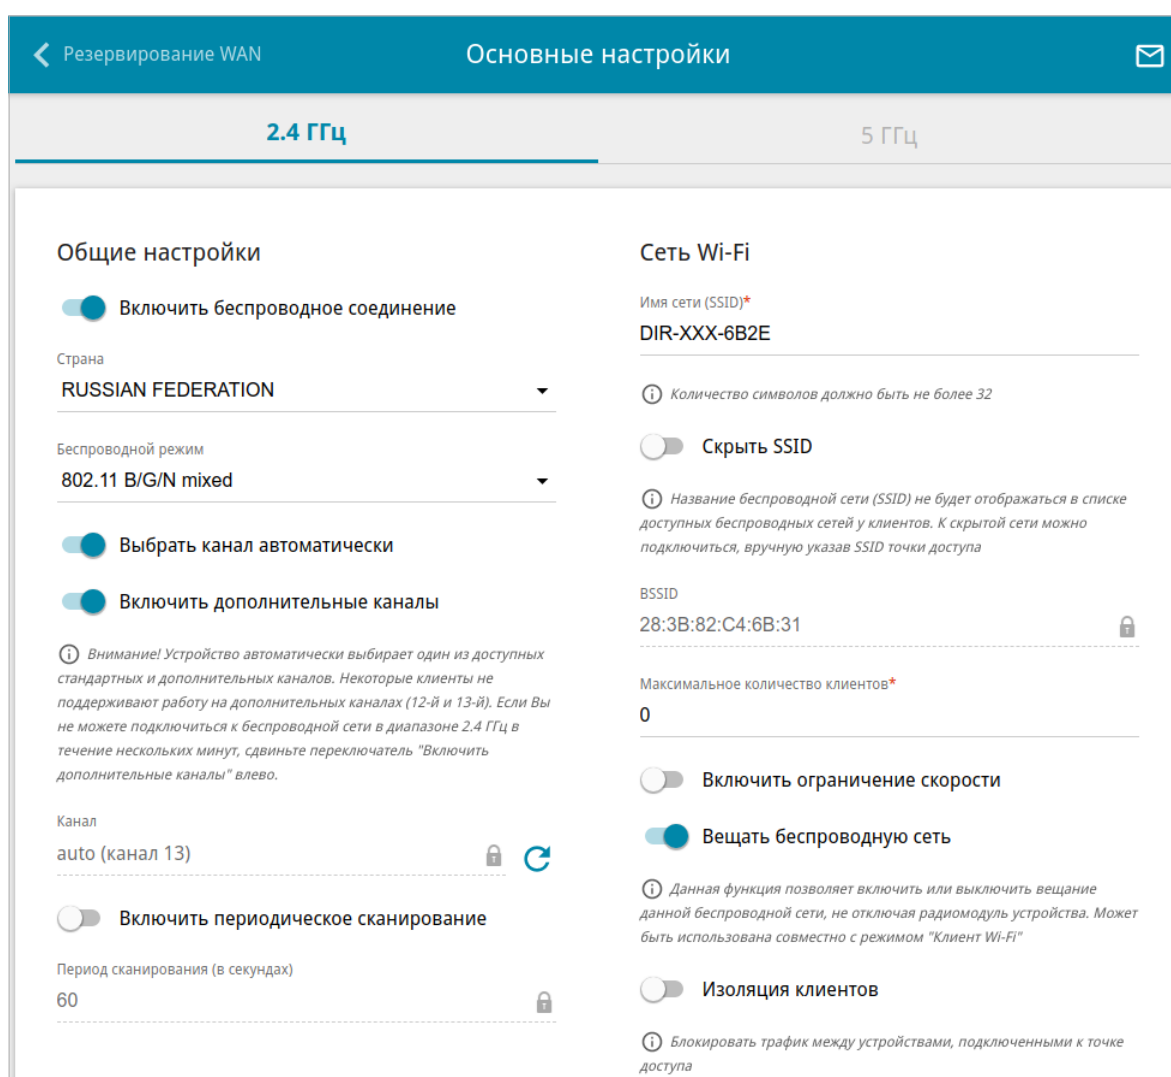 Резервирование WAN
Основные настройки
2.4 ГГц
5 ГГц
Общие настройки
Включить беспроводное соединение
Страна
RUSSIAN FEDERATION
Беспроводной режим
802.11 B/G/N mixed
Выбрать канал автоматически
Включить дополнительные каналы
Внимание! Устройство автоматически выбирает один из доступных
стандартных и дополнительных каналов. Некоторые клиенты не
поддерживают работу на дополнительных каналах (12-й и 13-й). Если Вы
не можете подключиться к беспроводной сети в диапазоне 2.4 ГГц в
течение нескольких минут, сдвиньте переключатель "Включить
дополнительные каналы" влево.
Канал
auto (канал 13)
Включить периодическое сканирование
Период сканирования (в секундах)
60
Сеть Wi-Fi
Имя сети (SSID)*
DIR-XXX-6B2E
Количество символов должно быть не более 32
Скрыть SSID
Название беспроводной сети (SSID) не будет отображаться в списке
доступных беспроводных сетей у клиентов. К скрытой сети можно
подключиться, вручную указав SSID точки доступа
BSSID
28:3B:82:C4:6B:31
Максимальное количество клиентов*
0
Включить ограничение скорости
Вещать беспроводную сеть
Данная функция позволяет включить или выключить вещание
данной беспроводной сети, не отключая радиомодуль устройства. Может
быть использована совместно с режимом "Клиент Wi-Fi"
Изоляция клиентов
Блокировать трафик между устройствами, подключенными к точке
доступа